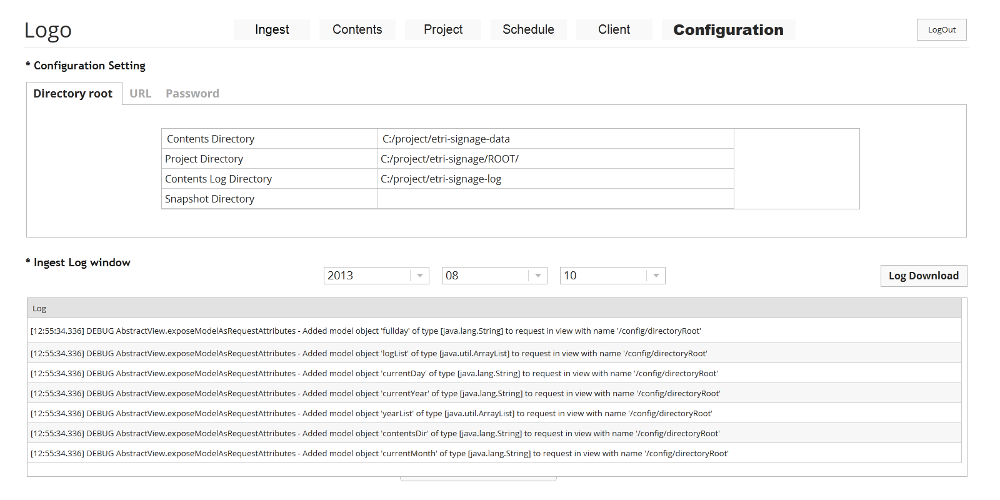 Logo
Ingest Contents Project Schedule Client Configuration LogOut
* Configuration Setting
Directory root URL Password
Contents Directory C:/project/etri-signage-data
Project Directory C:/project/etri-signage/ROOT/
Contents Log Directory C:/project/etri-signage-log
Snapshot Directory
* Ingest Log window
2013 08 10 Log Download
Log
[12:55:34.336] DEBUG AbstractView.exposeModelAsRequestAttributes - Added model object 'fullday' of type [java.lang.String] to request in view with name '/config/directoryRoot'
[12:55:34.336] DEBUG AbstractView.exposeModelAsRequestAttributes - Added model object 'logList' of type [java.util.ArrayList] to request in view with name '/config/directoryRoot'
[12:55:34.336] DEBUG AbstractView.exposeModelAsRequestAttributes - Added model object 'currentDay' of type [java.lang.String] to request in view with name '/config/directoryRoot'
[12:55:34.336] DEBUG AbstractView.exposeModelAsRequestAttributes - Added model object 'currentYear' of type [java.lang.String] to request in view with name '/config/directoryRoot'
[12:55:34.336] DEBUG AbstractView.exposeModelAsRequestAttributes - Added model object 'yearList' of type [java.util.ArrayList] to request in view with name '/config/directoryRoot'
[12:55:34.336] DEBUG AbstractView.exposeModelAsRequestAttributes - Added model object 'contentsDir' of type [java.lang.String] to request in view with name '/config/directoryRoot'
[12:55:34.336] DEBUG AbstractView.exposeModelAsRequestAttributes - Added model object 'currentMonth' of type [java.lang.String] to request in view with name '/config/directoryRoot'